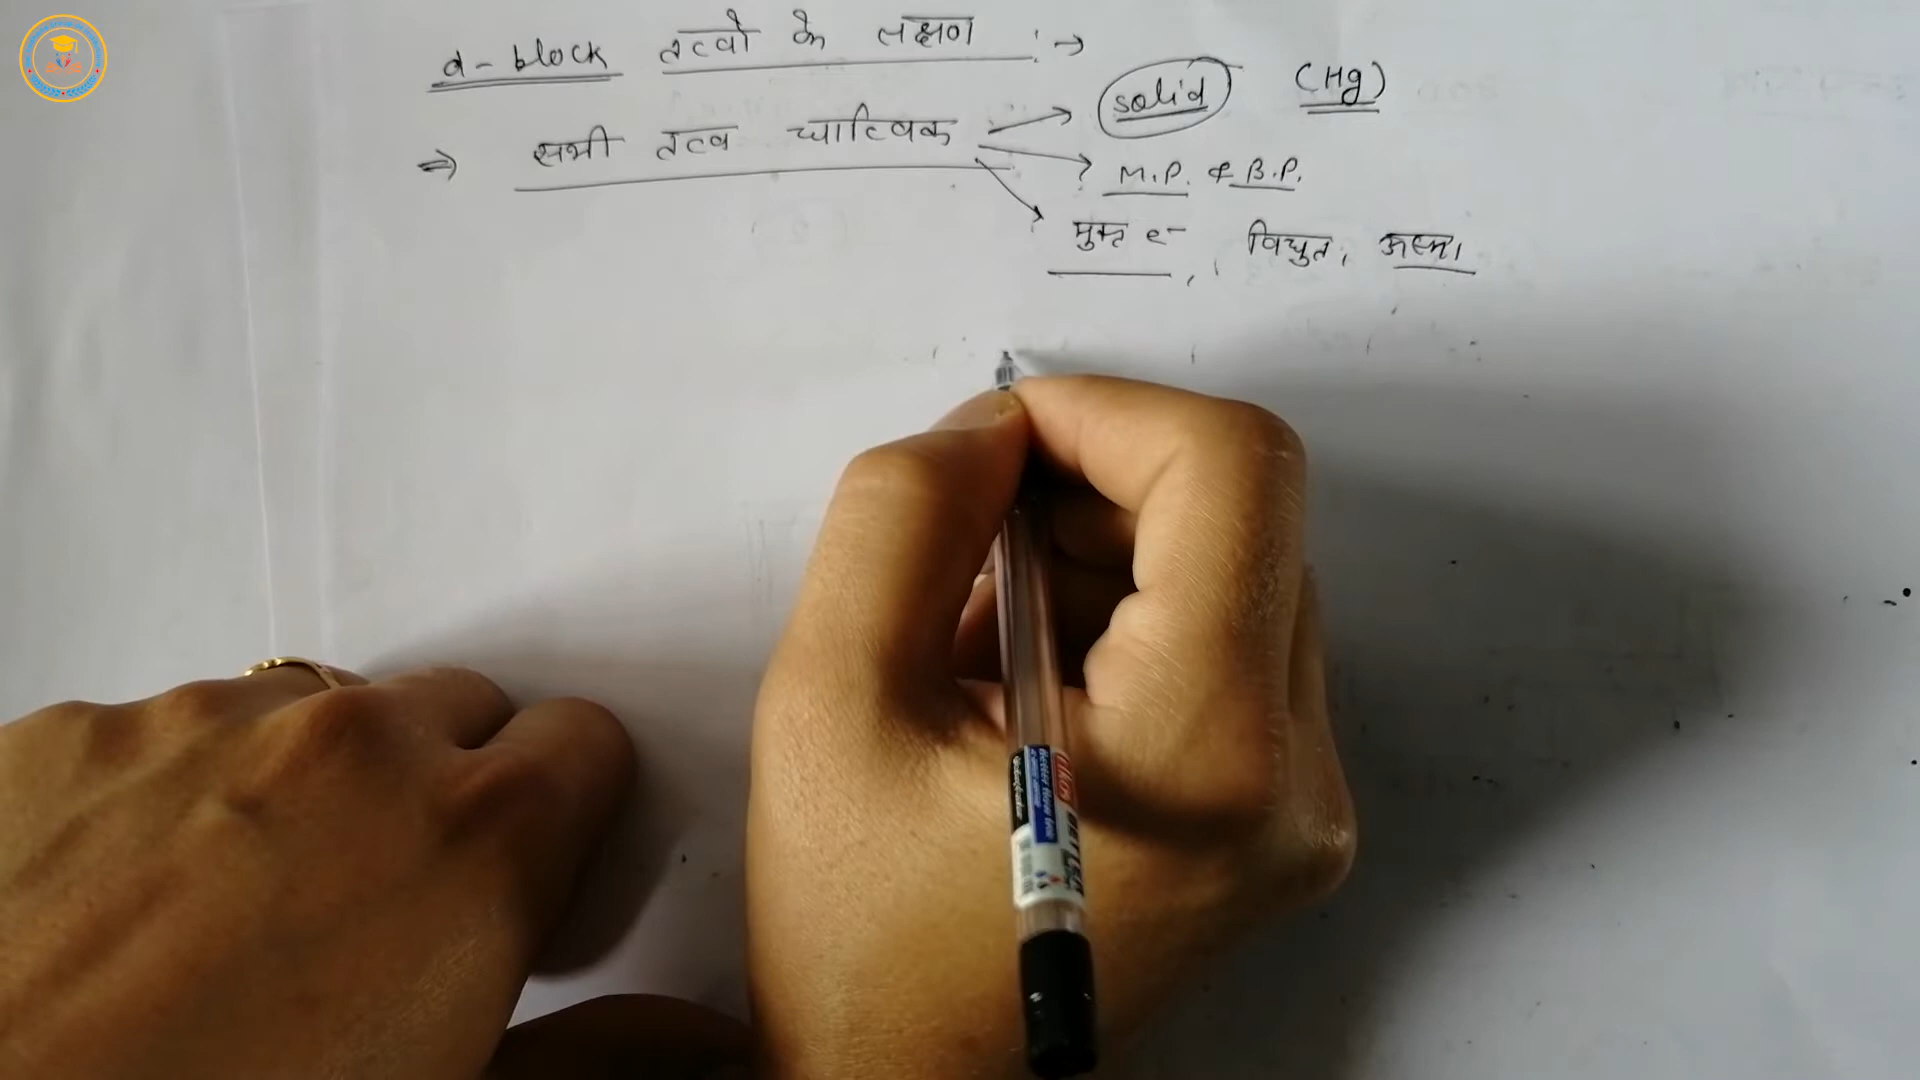 d-block तत्वो के लक्षण :→
⇒ सभी तत्व धात्विक → solid (Hg)
→ M.P. & B.P.
→ मुक्त e⁻, विद्युत, ऊष्मा